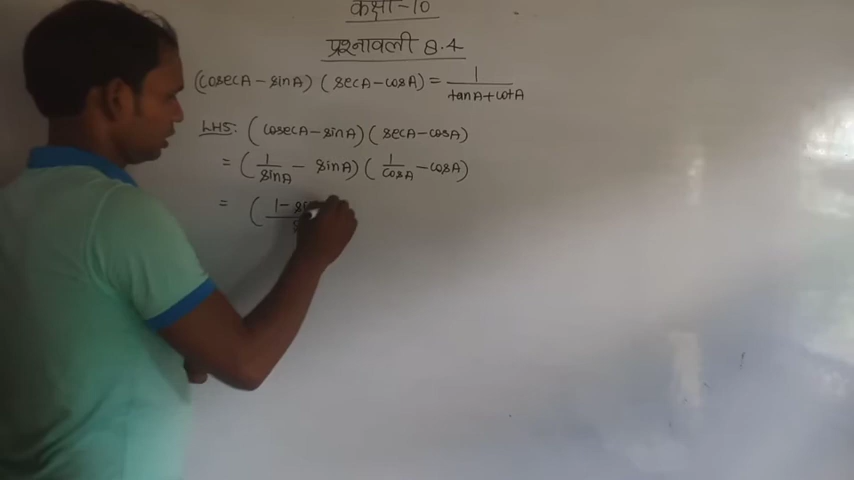 कक्षा-10
प्रश्नावली 8.4
(cosecA - sinA) (secA - cosA) = 1/(tanA + cotA)
LHS: (cosecA - sinA) (secA - cosA)
= (1/sinA - sinA) (1/cosA - cosA)
= (1 -